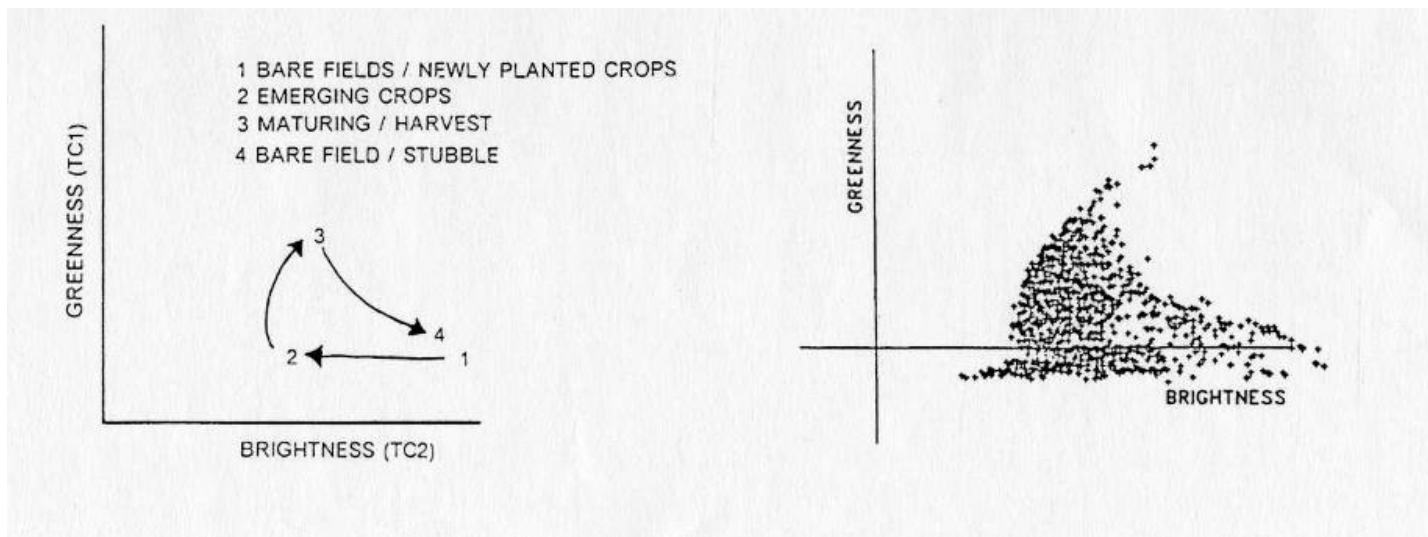 1 BARE FIELDS / NEWLY PLANTED CROPS
2 EMERGING CROPS
3 MATURING / HARVEST
4 BARE FIELD / STUBBLE
GREENNESS (TC1)
3
4
2
1
BRIGHTNESS (TC2)
GREENNESS
BRIGHTNESS